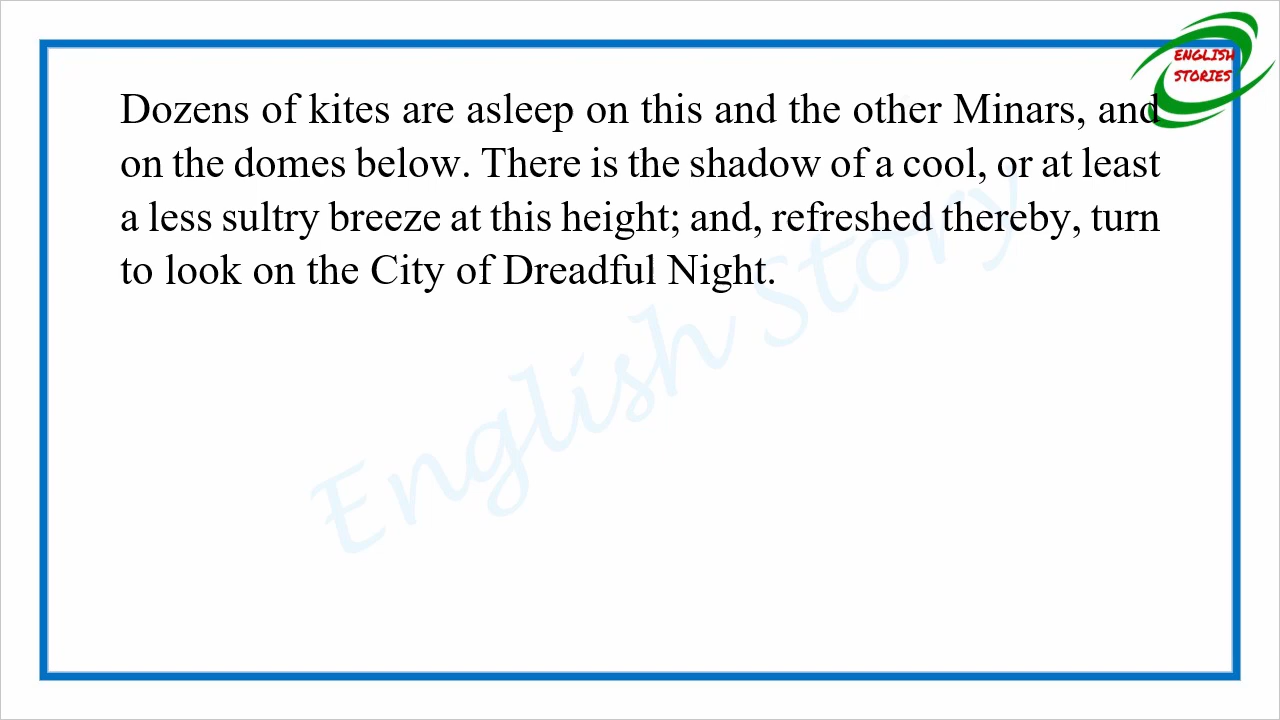 ENGLISH
STORIES
Dozens of kites are asleep on this and the other Minars, and
on the domes below. There is the shadow of a cool, or at least
a less sultry breeze at this height; and, refreshed thereby, turn
to look on the City of Dreadful Night.
English Story